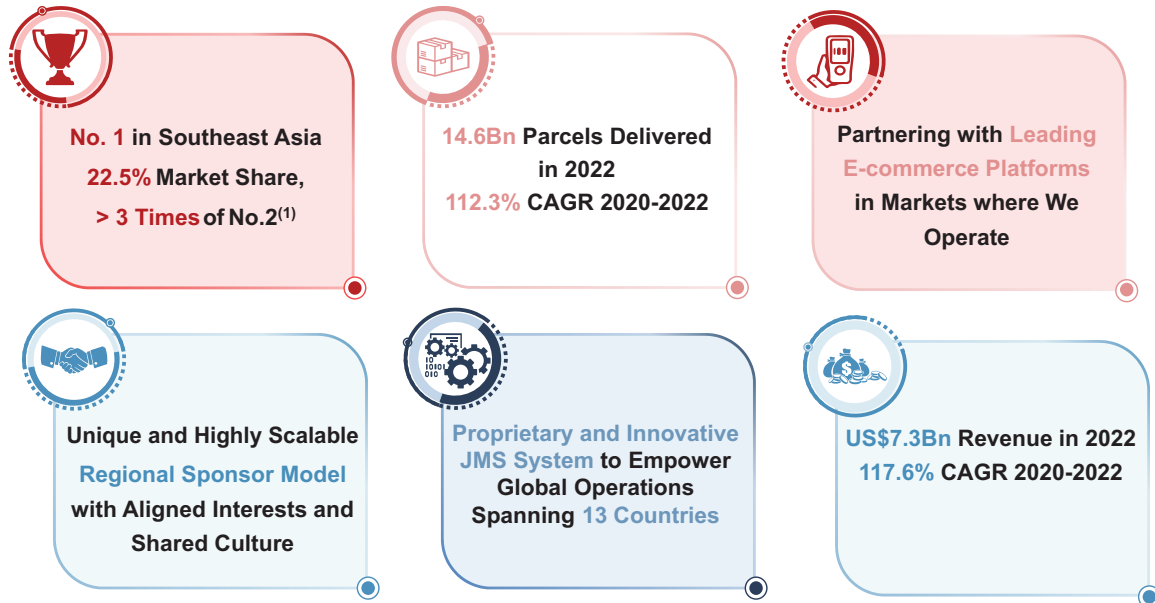 No. 1 in Southeast Asia
22.5% Market Share,
> 3 Times of No.2(1)
14.6Bn Parcels Delivered
in 2022
112.3% CAGR 2020-2022
Partnering with Leading
E-commerce Platforms
in Markets where We
Operate
Unique and Highly Scalable
Regional Sponsor Model
with Aligned Interests and
Shared Culture
10
10101
010
Proprietary and Innovative
JMS System to Empower
Global Operations
Spanning 13 Countries
$
US$7.3Bn Revenue in 2022
117.6% CAGR 2020-2022